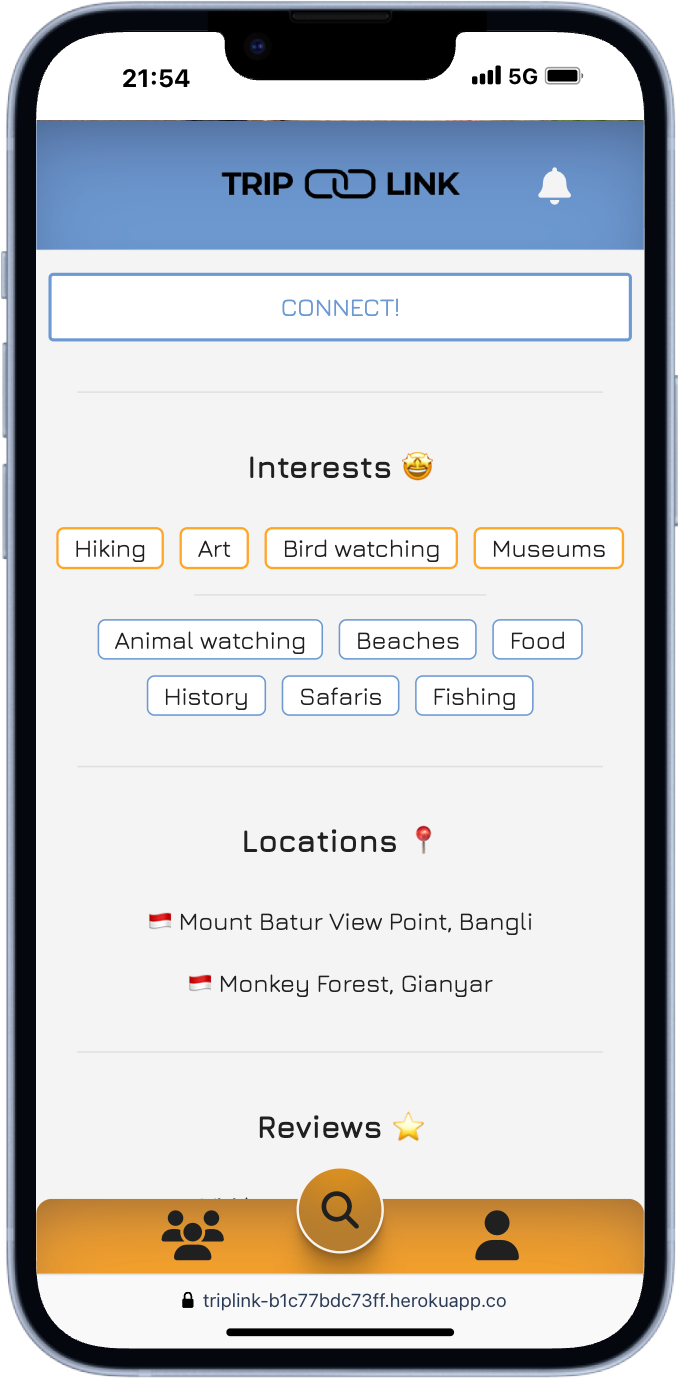 21:54 5G
TRIP LINK
CONNECT!
Interests 🤩
Hiking Art Bird watching Museums
Animal watching Beaches Food
History Safaris Fishing
Locations 📍
🇮🇩 Mount Batur View Point, Bangli
🇮🇩 Monkey Forest, Gianyar
Reviews ⭐
triplink-b1c77bdc73ff.herokuapp.co